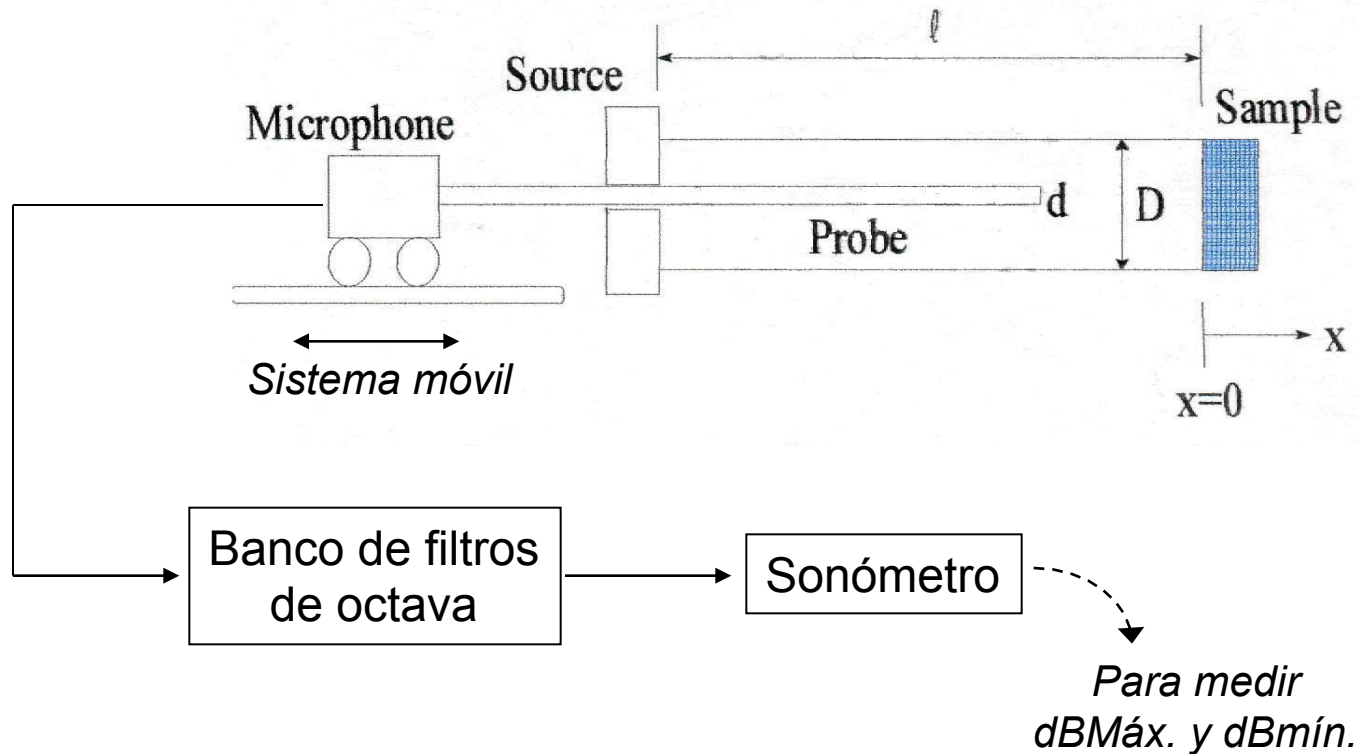 ℓ
Source
Sample
Microphone
d
D
Probe
x
Sistema móvil
x=0
Banco de filtros
de octava
Sonómetro
Para medir
dBMáx. y dBmín.